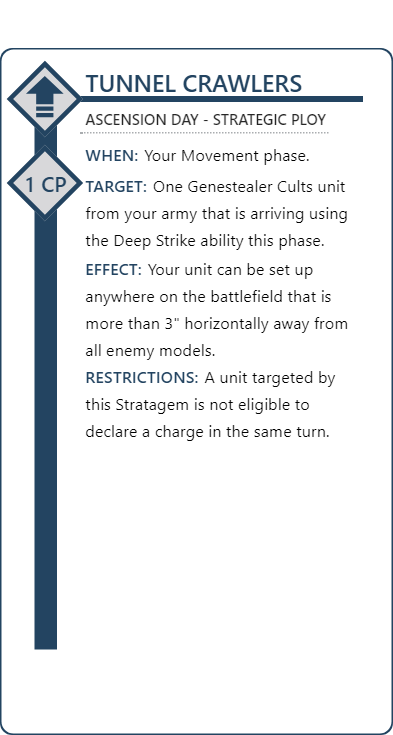 TUNNEL CRAWLERS
ASCENSION DAY - STRATEGIC PLOY
1 CP
WHEN: Your Movement phase.
TARGET: One Genestealer Cults unit
from your army that is arriving using
the Deep Strike ability this phase.
EFFECT: Your unit can be set up
anywhere on the battlefield that is
more than 3" horizontally away from
all enemy models.
RESTRICTIONS: A unit targeted by
this Stratagem is not eligible to
declare a charge in the same turn.